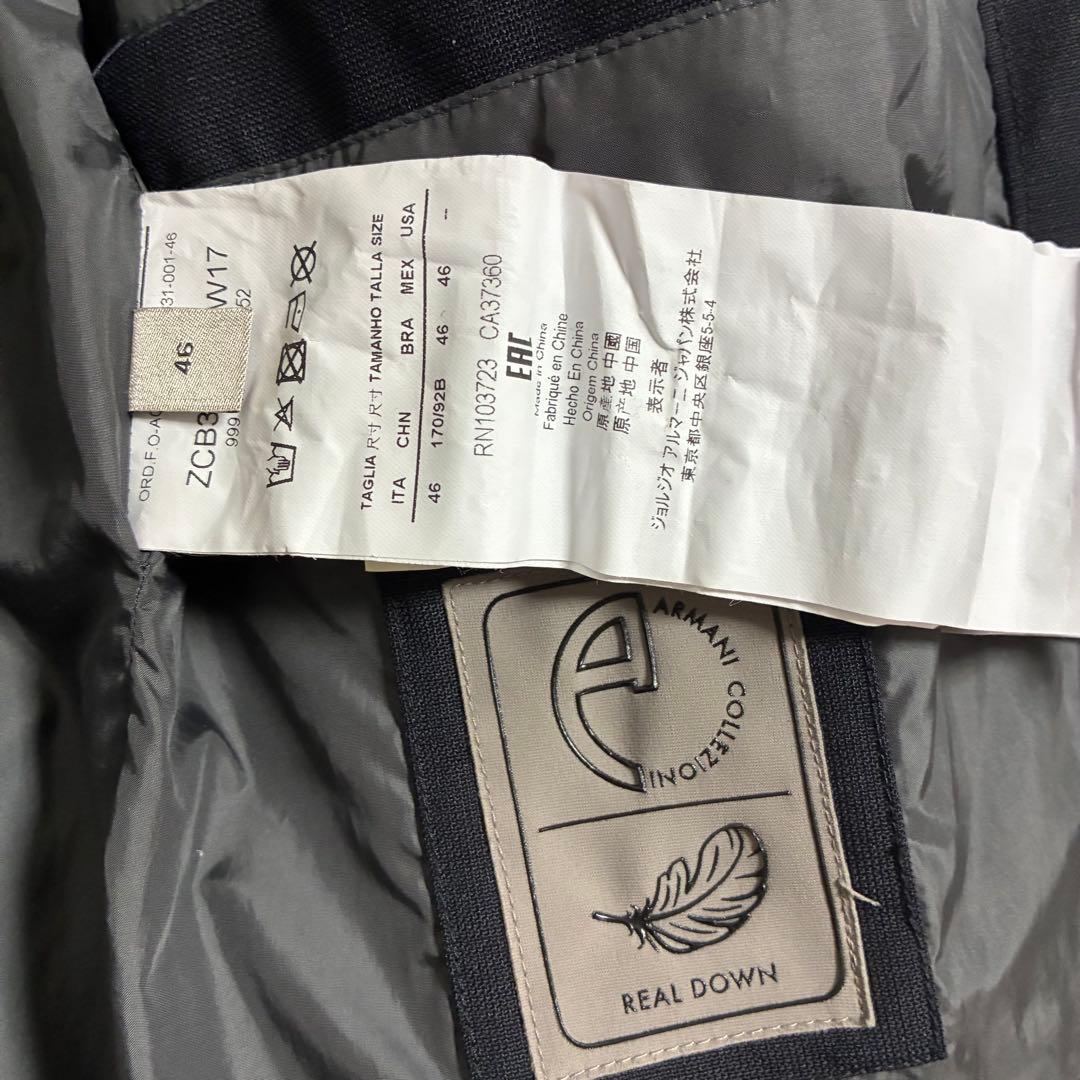 46
ORD.F.O-AC
31-001-46
ZCB3
W17
999
52
TAGLIA 尺寸 尺寸 TAMANHO TALLA SIZE
ITA CHN BRA MEX USA
46 170/92B 46 46 --
RN103723 CA37360
EAC
Made in China
Fabriqué en Chine
Hecho En China
Origem China
原產地 中國
原产地 中国
表示者
ジョルジオ アルマーニ ジャパン株式会社
東京都中央区銀座5-5-4
ARMANI COLLEZIONI
REAL DOWN